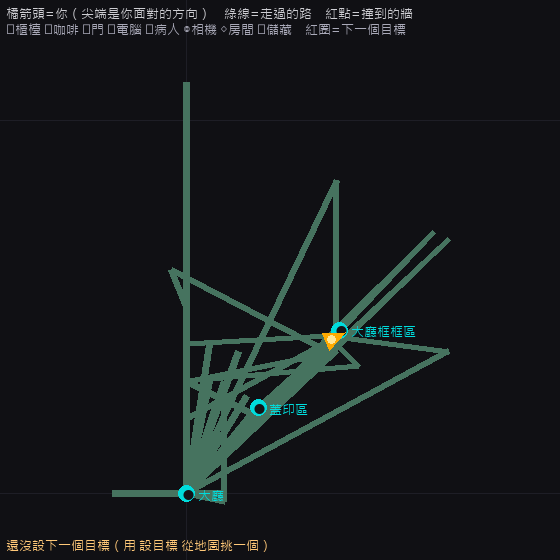 橘箭頭=你（尖端是你面對的方向） 綠線=走過的路 紅點=撞到的牆
▯櫃檯 ▯咖啡 ▯門 ▯電腦 ▯病人 ⚬相機 ⬦房間 ▯儲藏 紅圈=下一個目標
大廳框框區
蓋印區
大廳
還沒設下一個目標（用 設目標 從地圖挑一個）